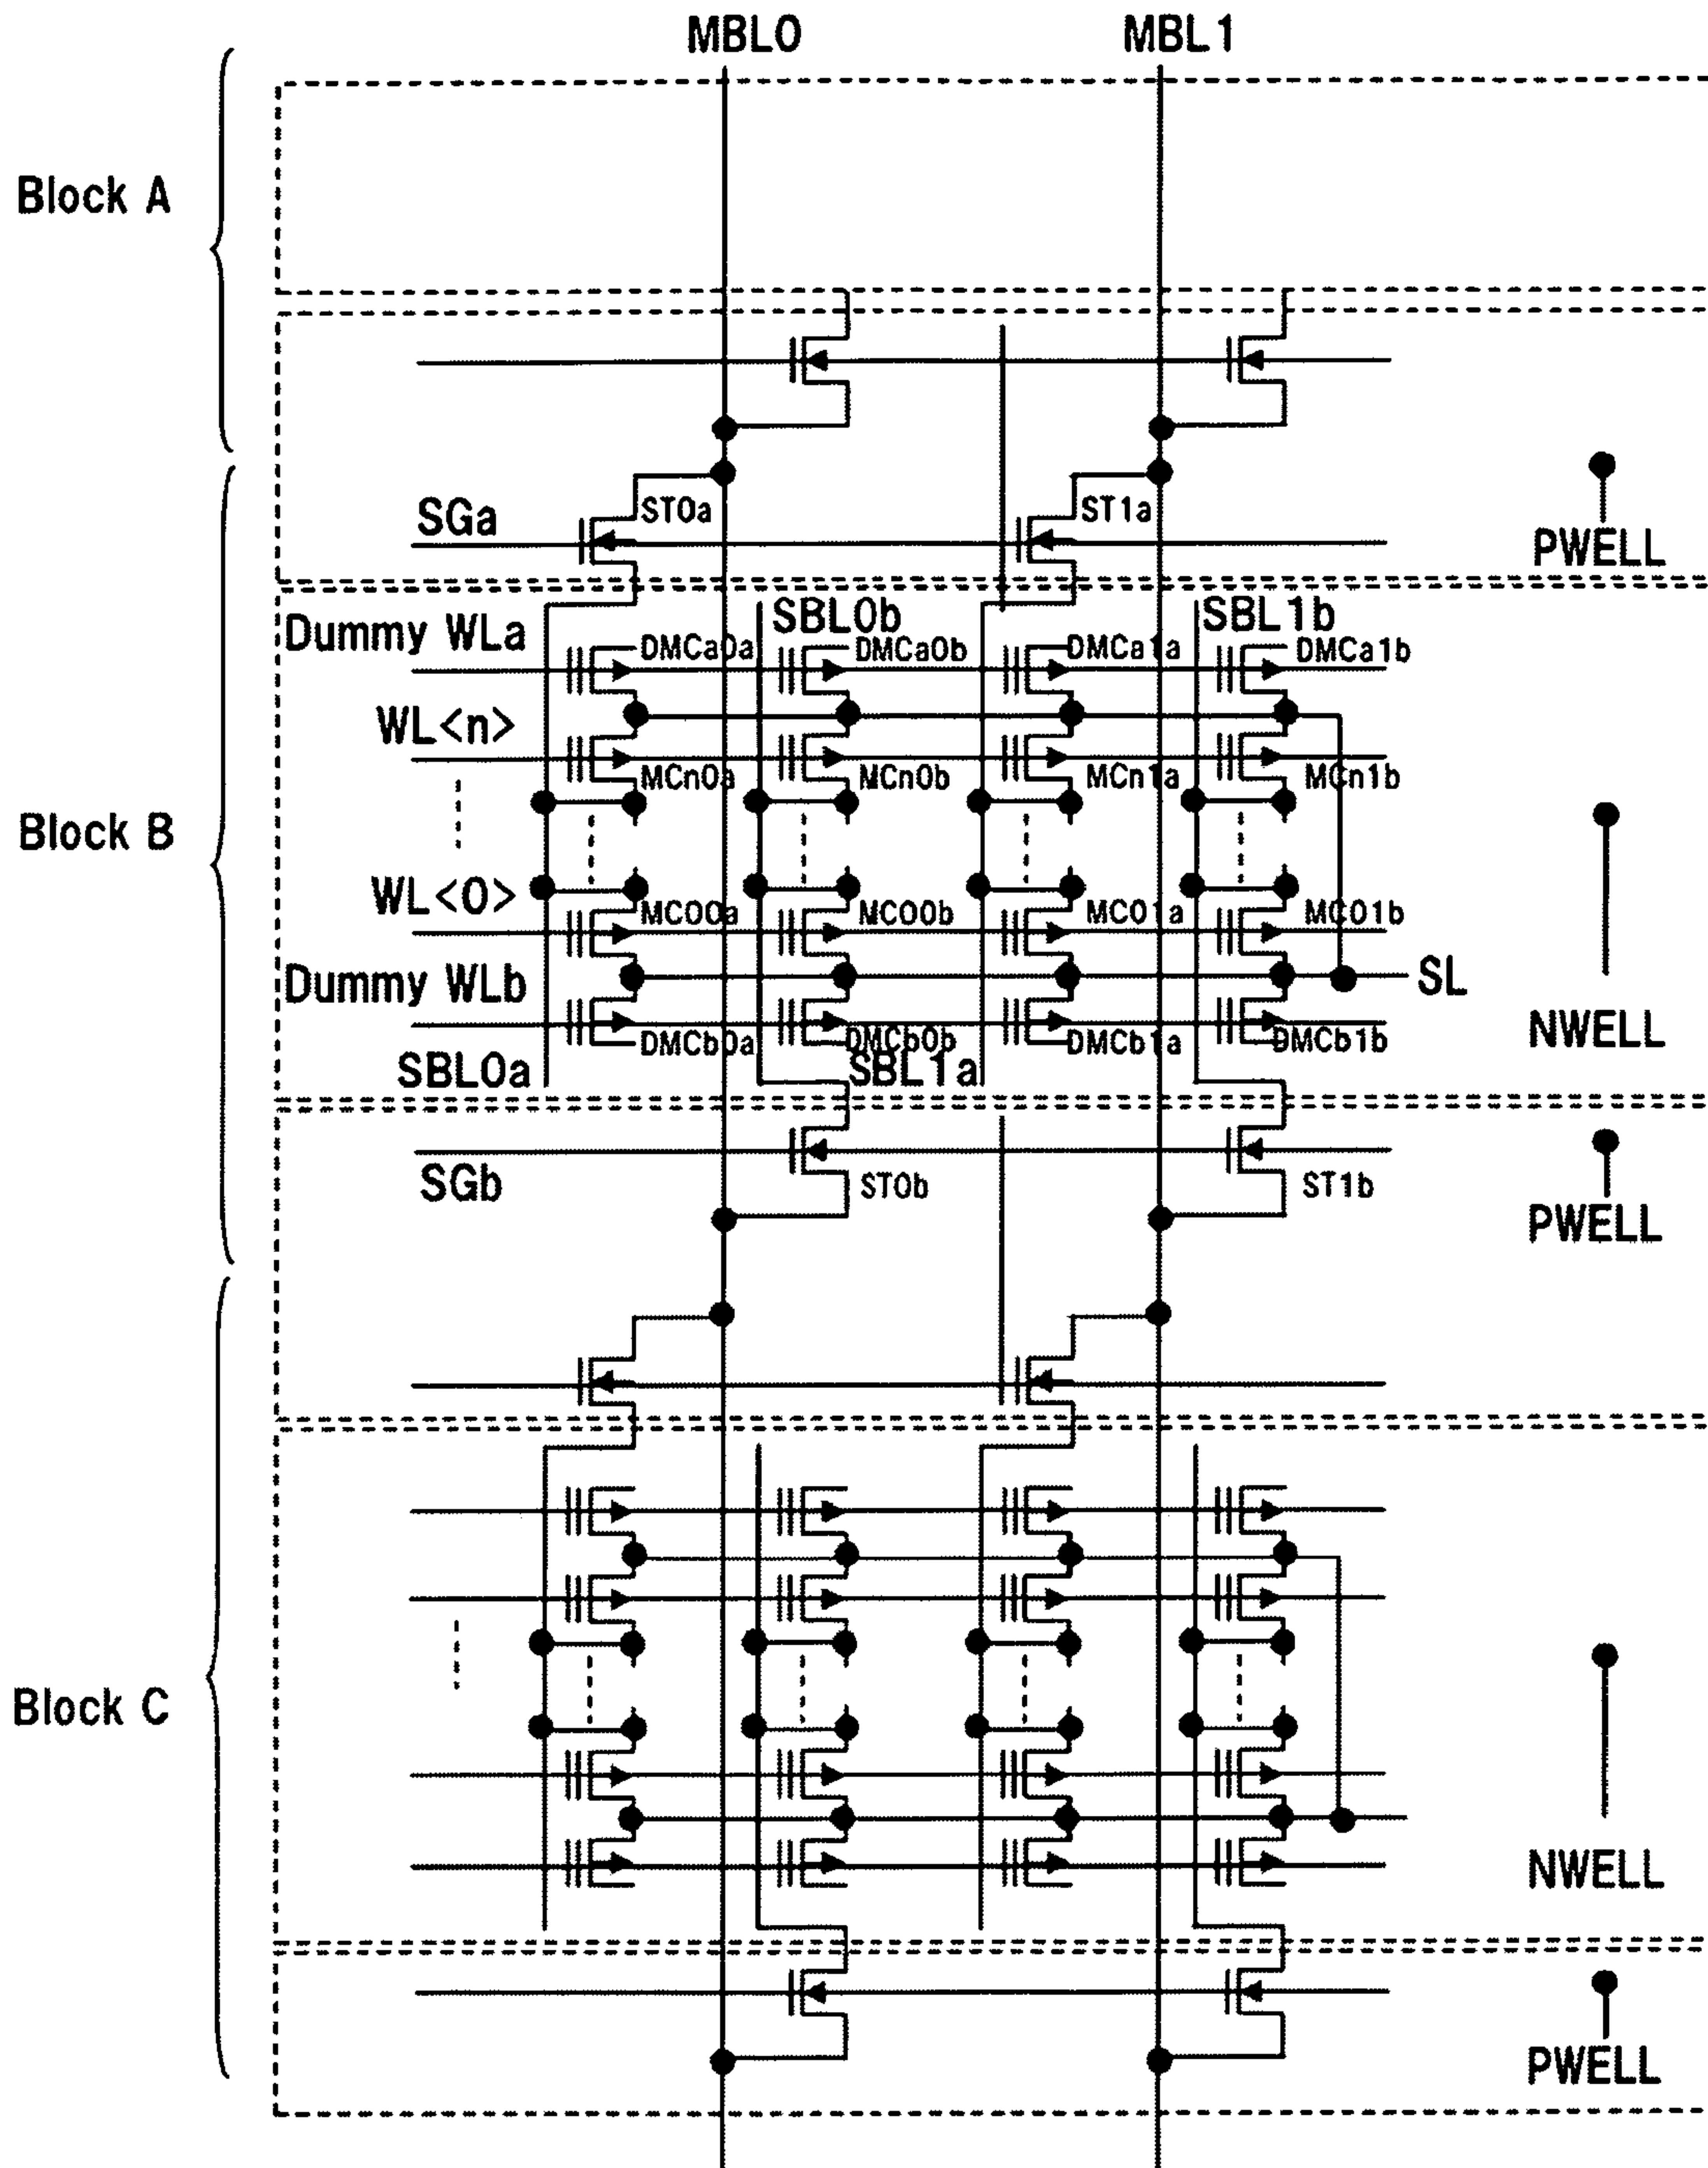 MBL0 MBL1
Block A
SGa ST0a ST1a
PWELL
Dummy WLa SBL0b SBL1b
DMCa0a DMCa0b DMCa1a DMCa1b
WL<n>
MCn0a MCn0b MCn1a MCn1b
Block B
WL<0>
MC00a MC00b MC01a MC01b
Dummy WLb SL
NWELL
DMCb0a DMCb0b DMCb1a DMCb1b
SBL0a SBL1a
SGb ST0b ST1b
PWELL
Block C
NWELL
PWELL